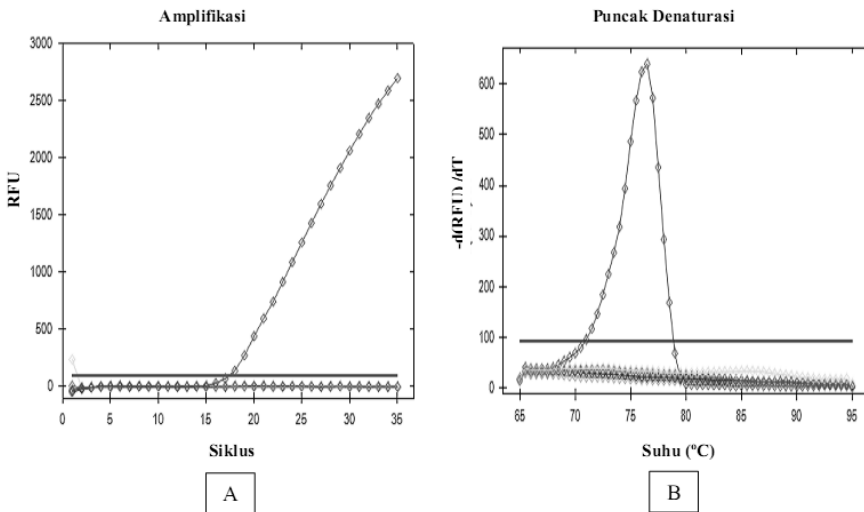 Amplifikasi
3000
2500
2000
1500
1000
500
0
RFU
0 5 10 15 20 25 30 35
Siklus
A
Puncak Denaturasi
600
500
400
300
200
100
0
-d(RFU)/dT
65 70 75 80 85 90 95
Suhu (ºC)
B